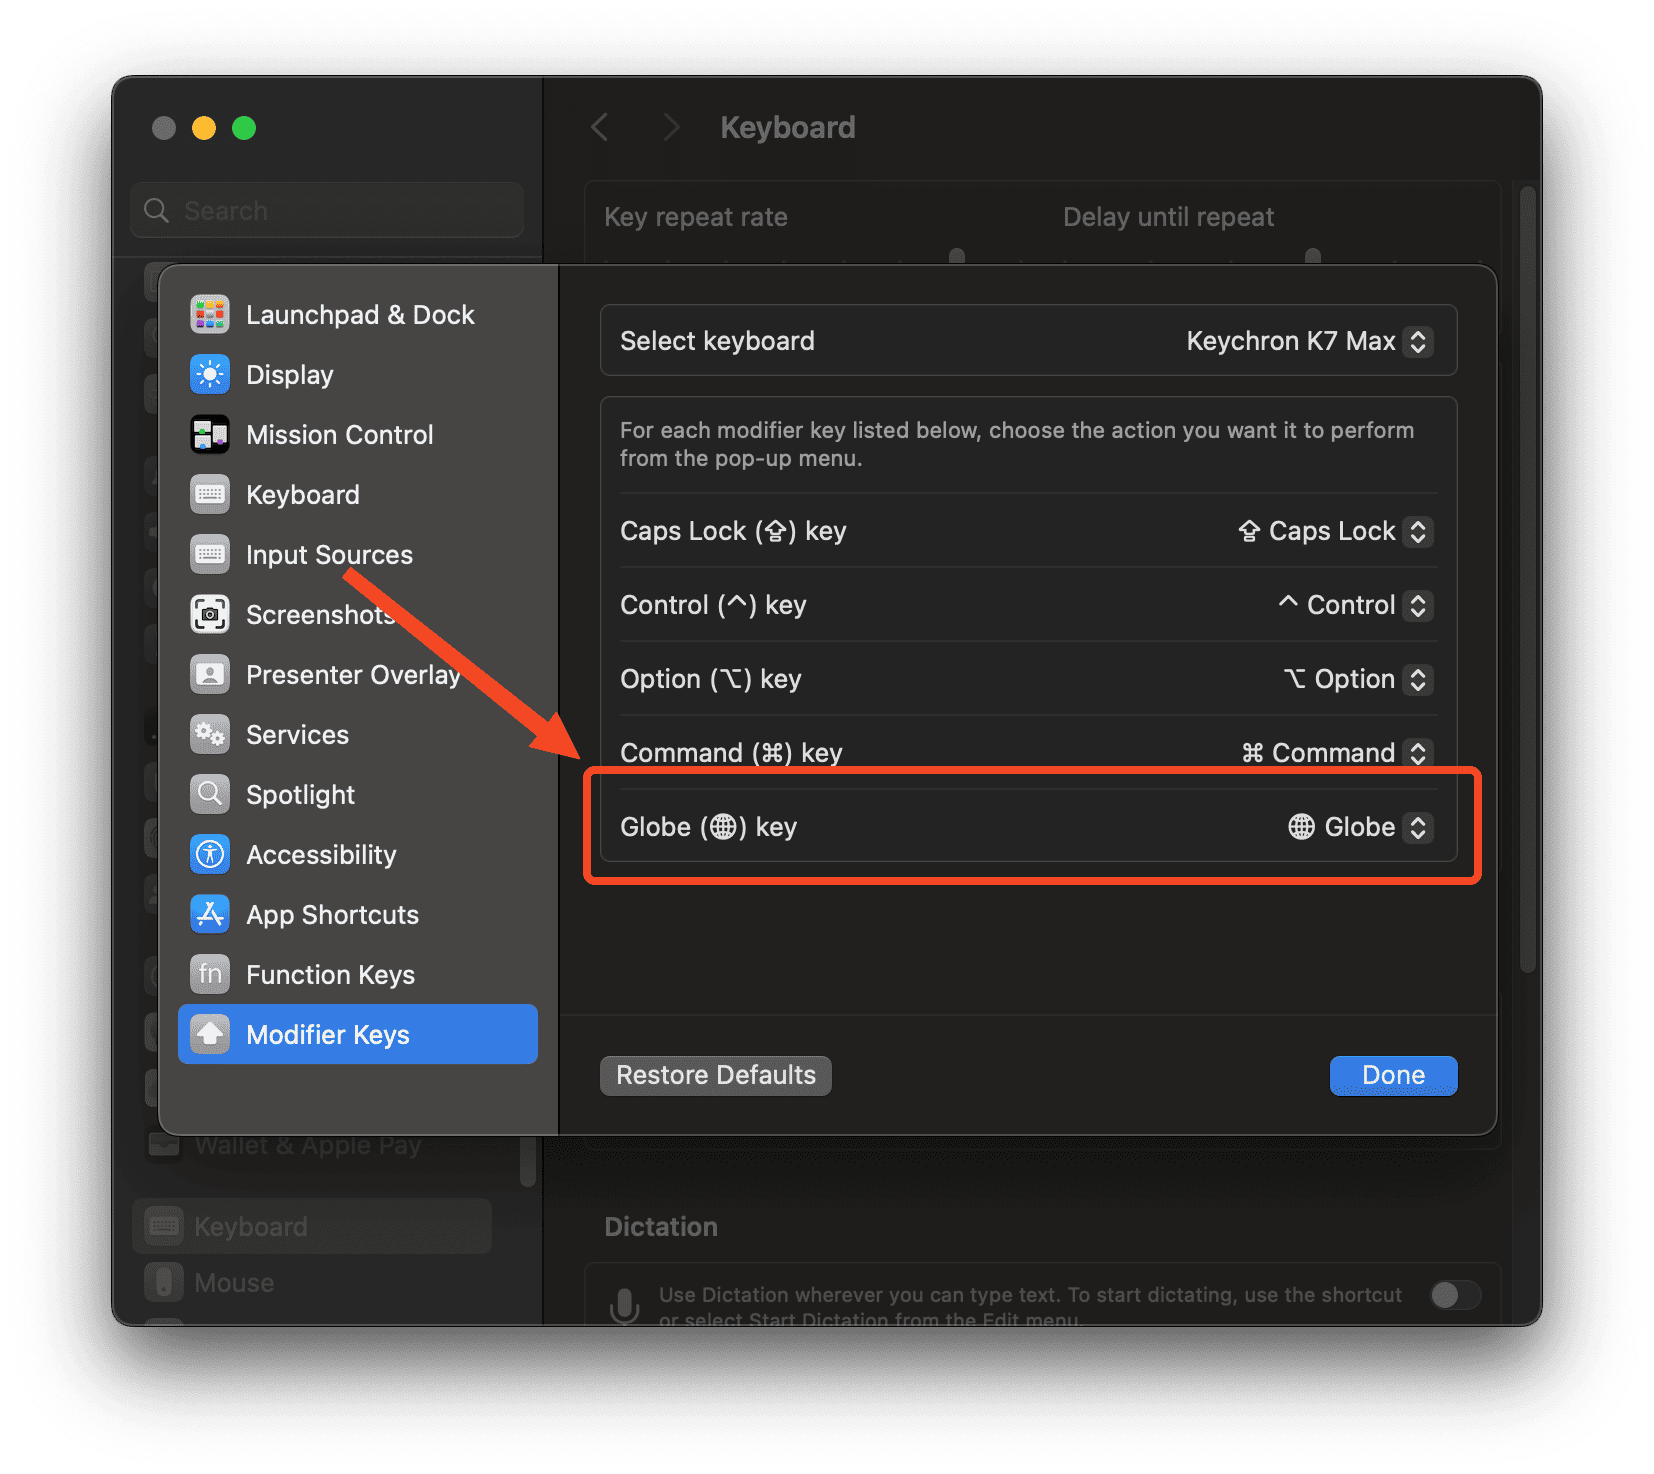 Keyboard
Search
Key repeat rate
Delay until repeat
Launchpad & Dock
Display
Mission Control
Keyboard
Input Sources
Screenshots
Presenter Overlay
Services
Spotlight
Accessibility
App Shortcuts
fn Function Keys
Modifier Keys
Select keyboard Keychron K7 Max
For each modifier key listed below, choose the action you want it to perform
from the pop-up menu.
Caps Lock (⇪) key ⇪ Caps Lock
Control (^) key ^ Control
Option (⌥) key ⌥ Option
Command (⌘) key ⌘ Command
Globe (🌐) key 🌐 Globe
Restore Defaults
Done
Wallet & Apple Pay
Keyboard
Mouse
Dictation
Use Dictation wherever you can type text. To start dictating, use the shortcut
or select Start Dictation from the Edit menu.